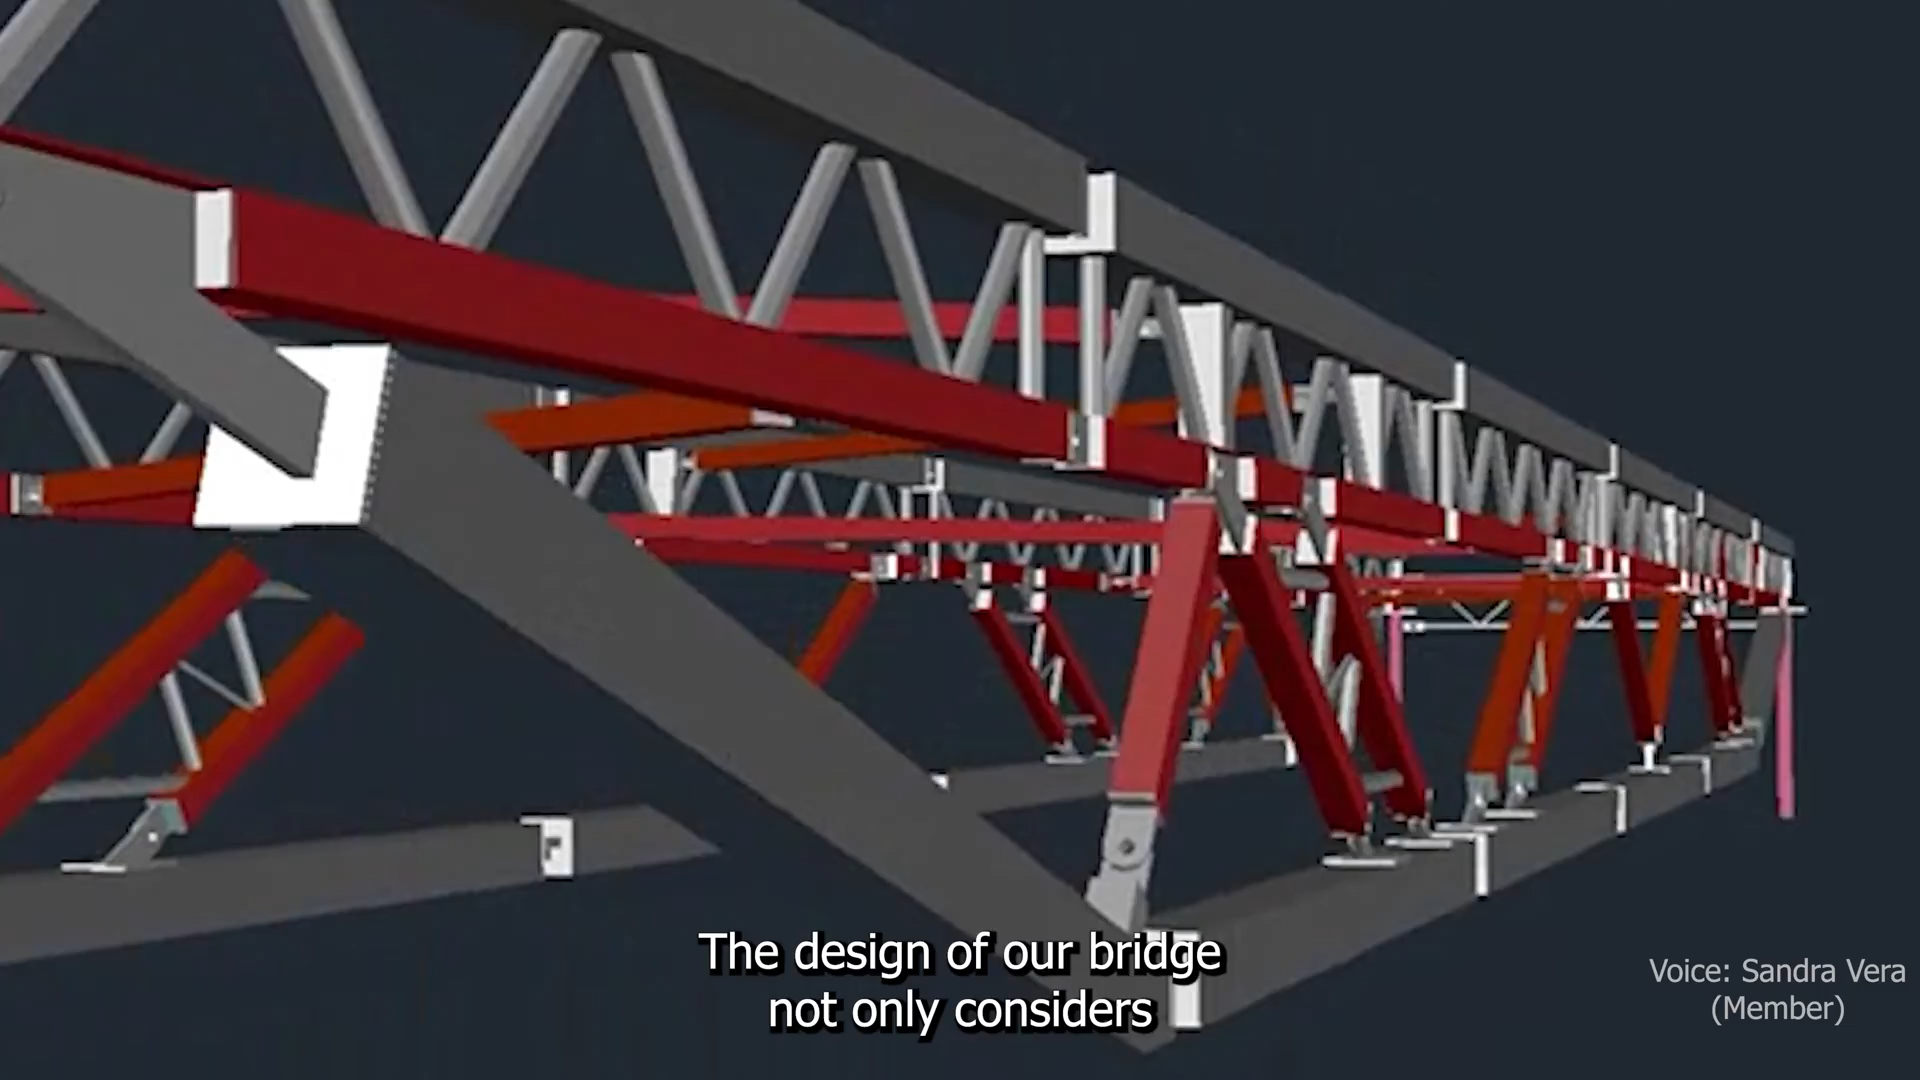 The design of our bridge
not only considers
Voice: Sandra Vera
(Member)